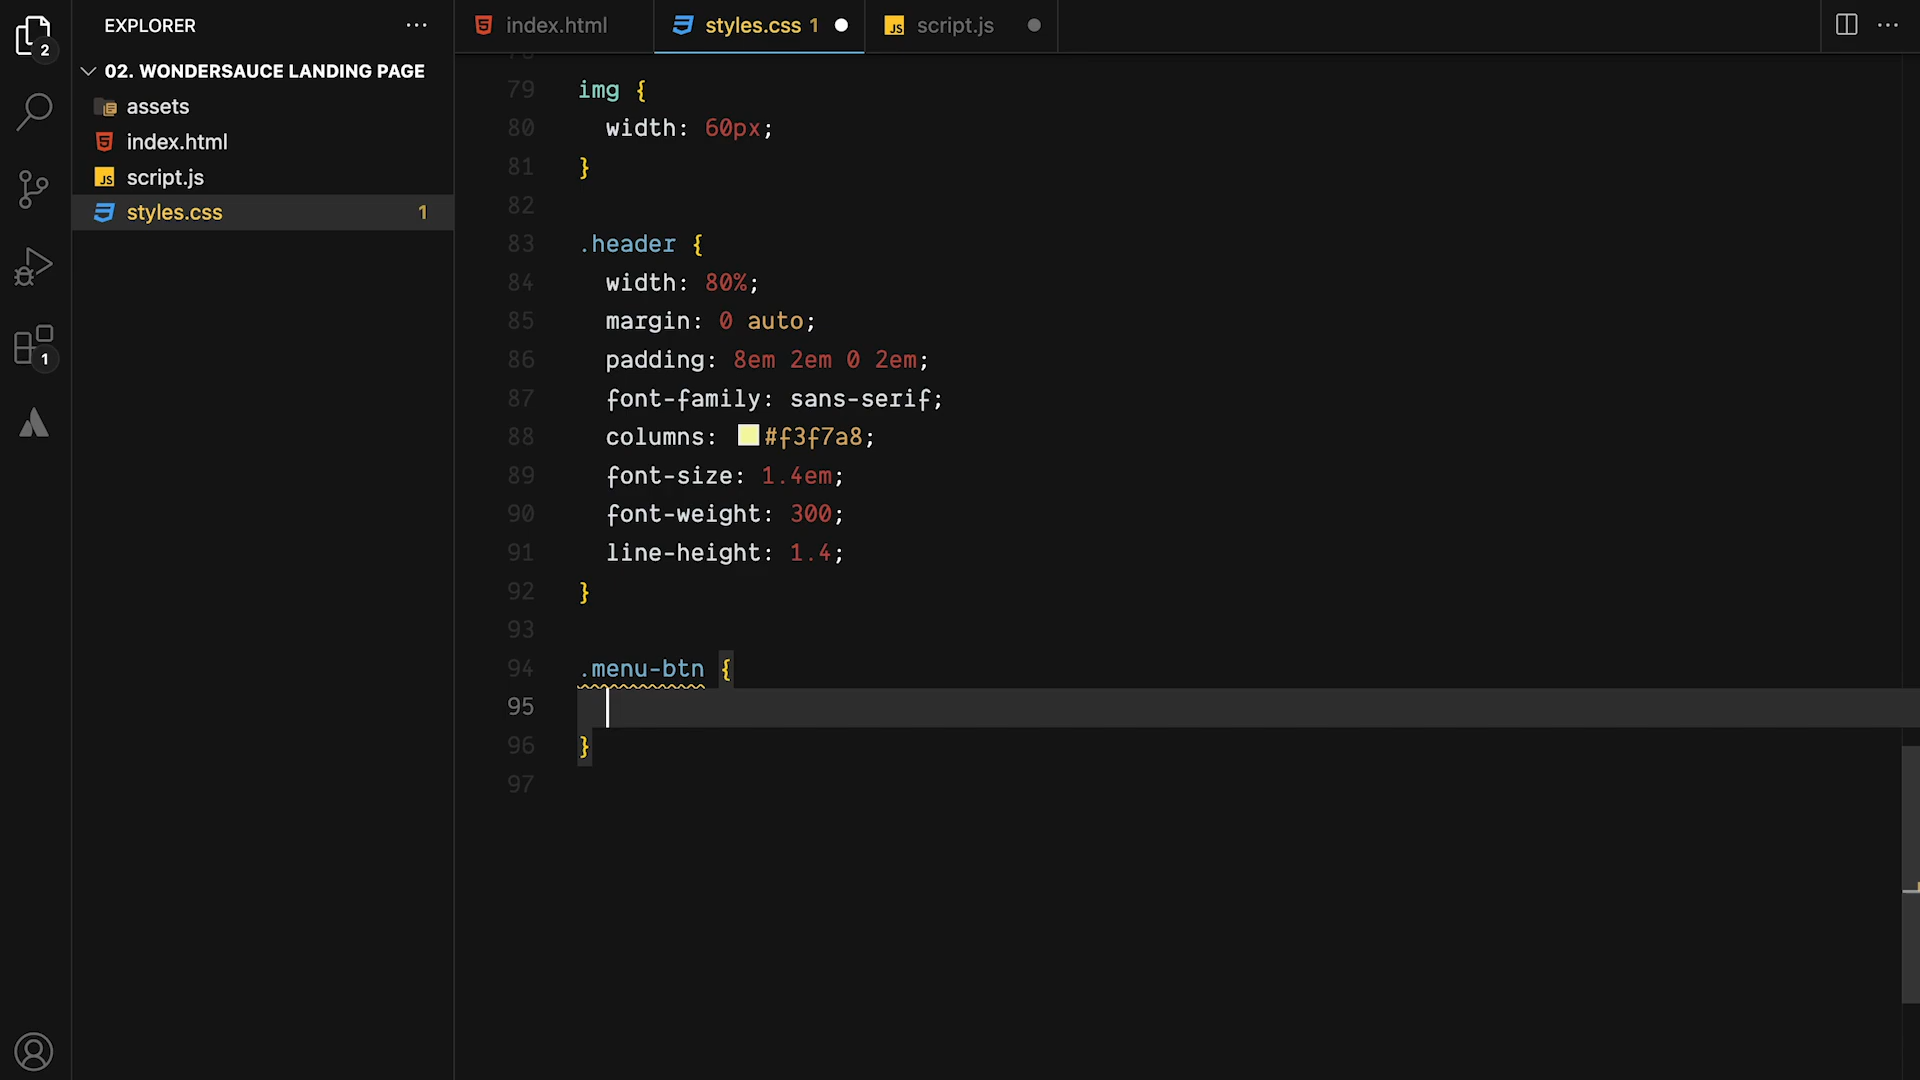 EXPLORER
index.html
styles.css 1
script.js
2
02. WONDERSAUCE LANDING PAGE
assets
index.html
script.js
styles.css 1
1
79 img {
80 width: 60px;
81 }
82
83 .header {
84 width: 80%;
85 margin: 0 auto;
86 padding: 8em 2em 0 2em;
87 font-family: sans-serif;
88 columns: #f3f7a8;
89 font-size: 1.4em;
90 font-weight: 300;
91 line-height: 1.4;
92 }
93
94 .menu-btn {
95
96 }
97